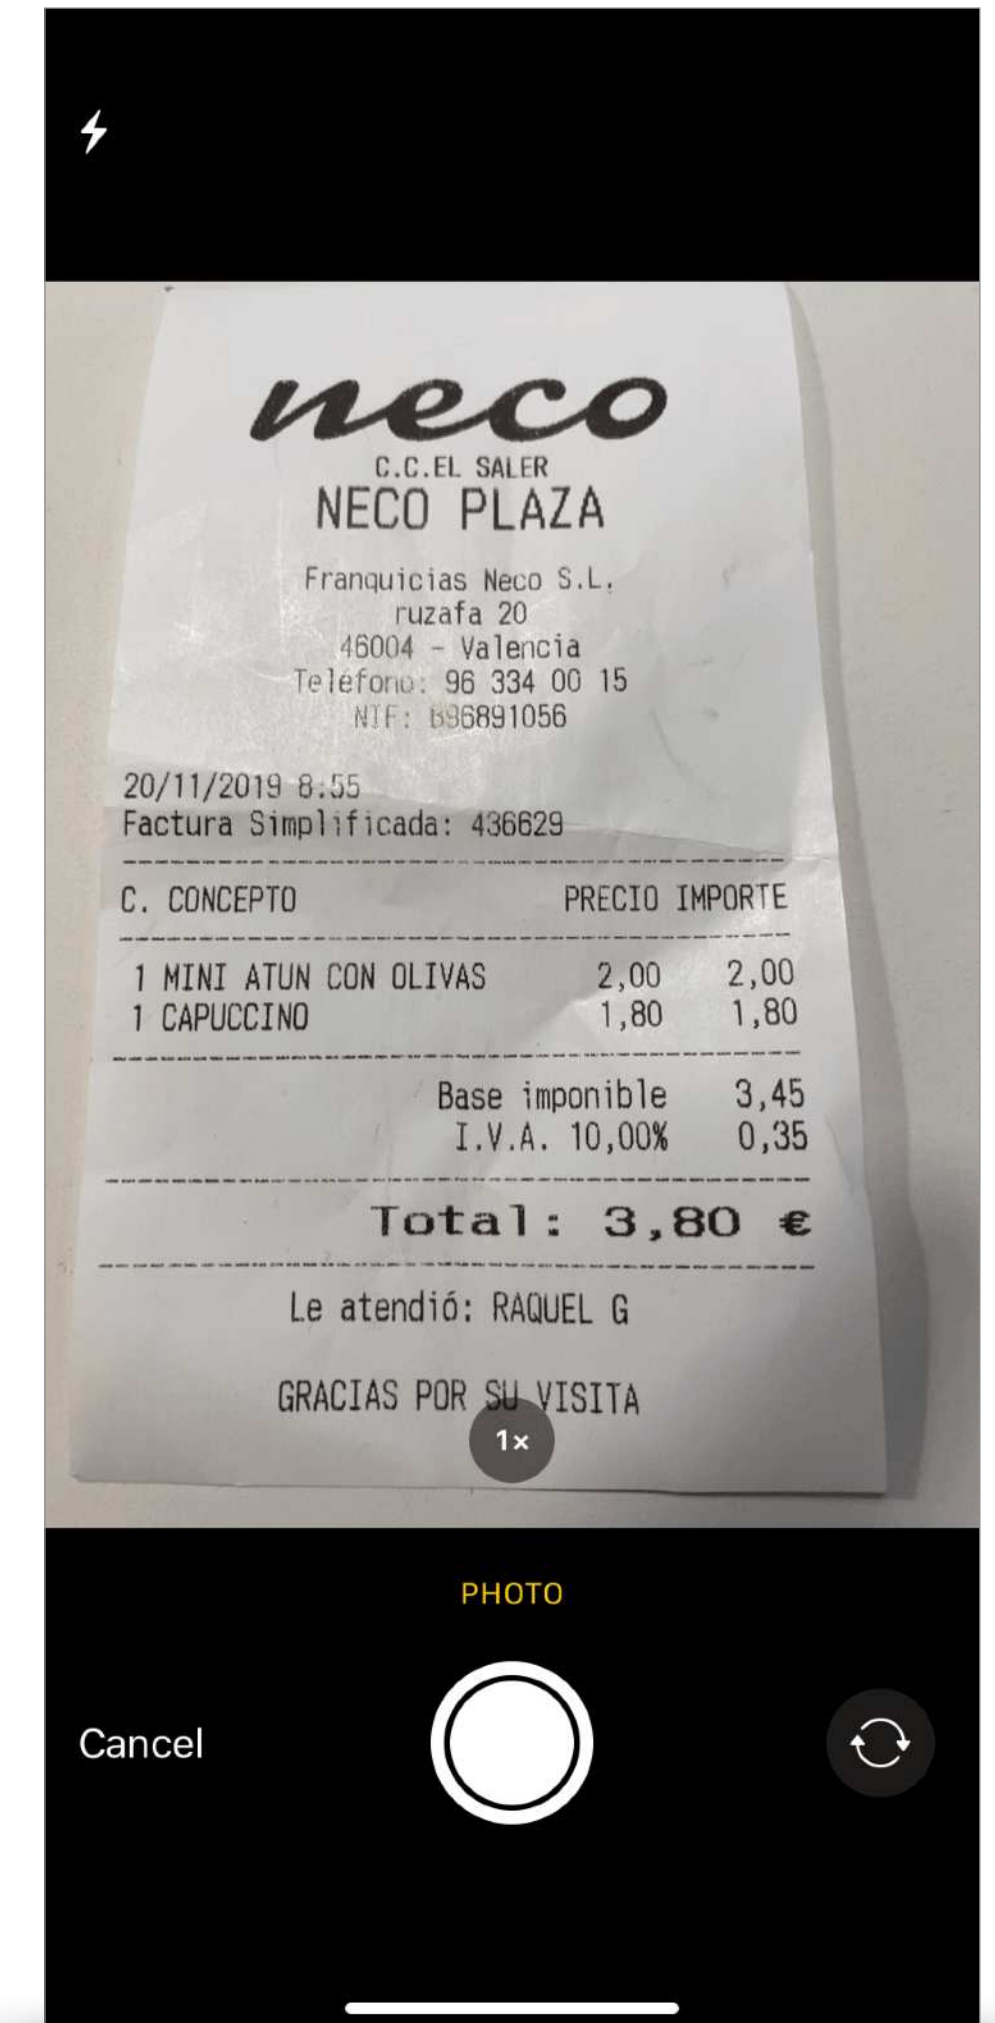 neco
C.C.EL SALER
NECO PLAZA
Franquicias Neco S.L.
ruzafa 20
46004 - Valencia
Teléfono: 96 334 00 15
NIF: B96891056
20/11/2019 8:55
Factura Simplificada: 436629
C. CONCEPTO PRECIO IMPORTE
1 MINI ATUN CON OLIVAS 2,00 2,00
1 CAPUCCINO 1,80 1,80
Base imponible 3,45
I.V.A. 10,00% 0,35
Total: 3,80 €
Le atendió: RAQUEL G
GRACIAS POR SU VISITA
1×
PHOTO
Cancel